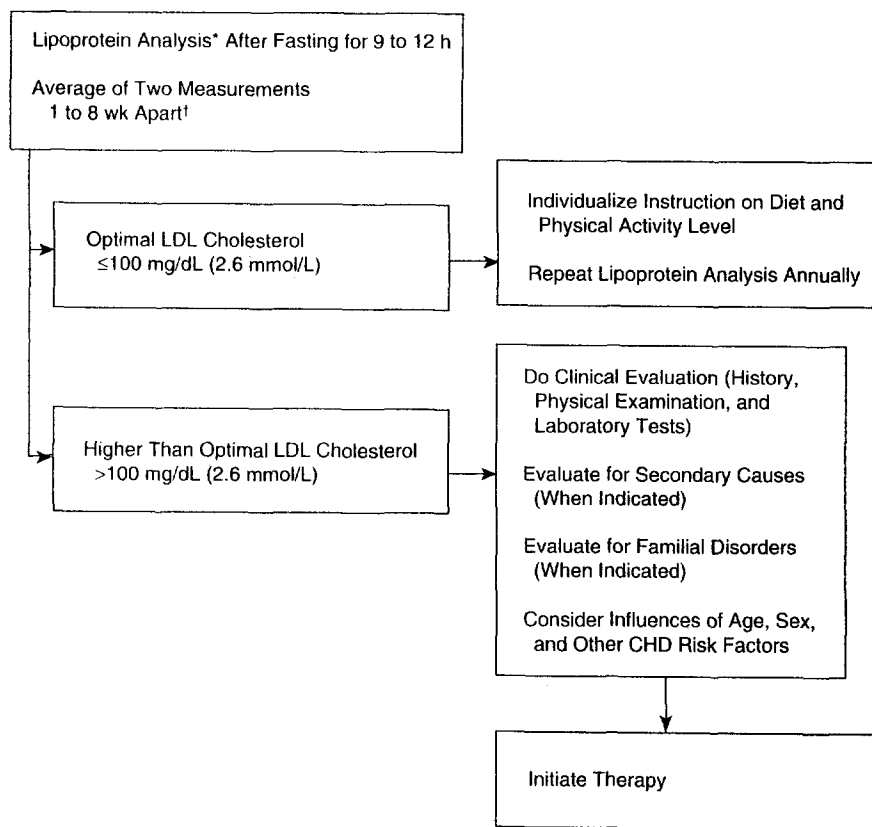 Lipoprotein Analysis* After Fasting for 9 to 12 h
Average of Two Measurements
1 to 8 wk Apart†
Optimal LDL Cholesterol
≤100 mg/dL (2.6 mmol/L)
Individualize Instruction on Diet and
Physical Activity Level
Repeat Lipoprotein Analysis Annually
Higher Than Optimal LDL Cholesterol
>100 mg/dL (2.6 mmol/L)
Do Clinical Evaluation (History,
Physical Examination, and
Laboratory Tests)
Evaluate for Secondary Causes
(When Indicated)
Evaluate for Familial Disorders
(When Indicated)
Consider Influences of Age, Sex,
and Other CHD Risk Factors
Initiate Therapy